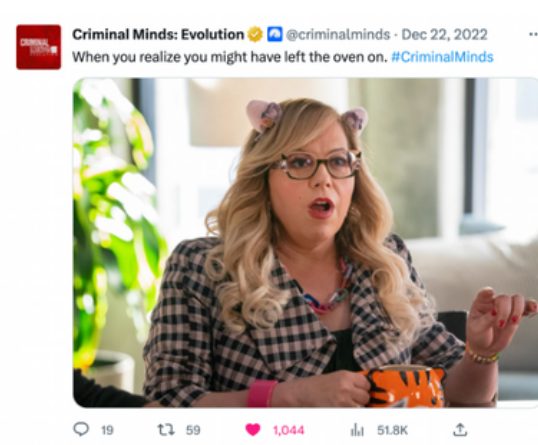 Criminal Minds: Evolution @criminalminds · Dec 22, 2022
When you realize you might have left the oven on. #CriminalMinds
19 59 1,044 51.8K